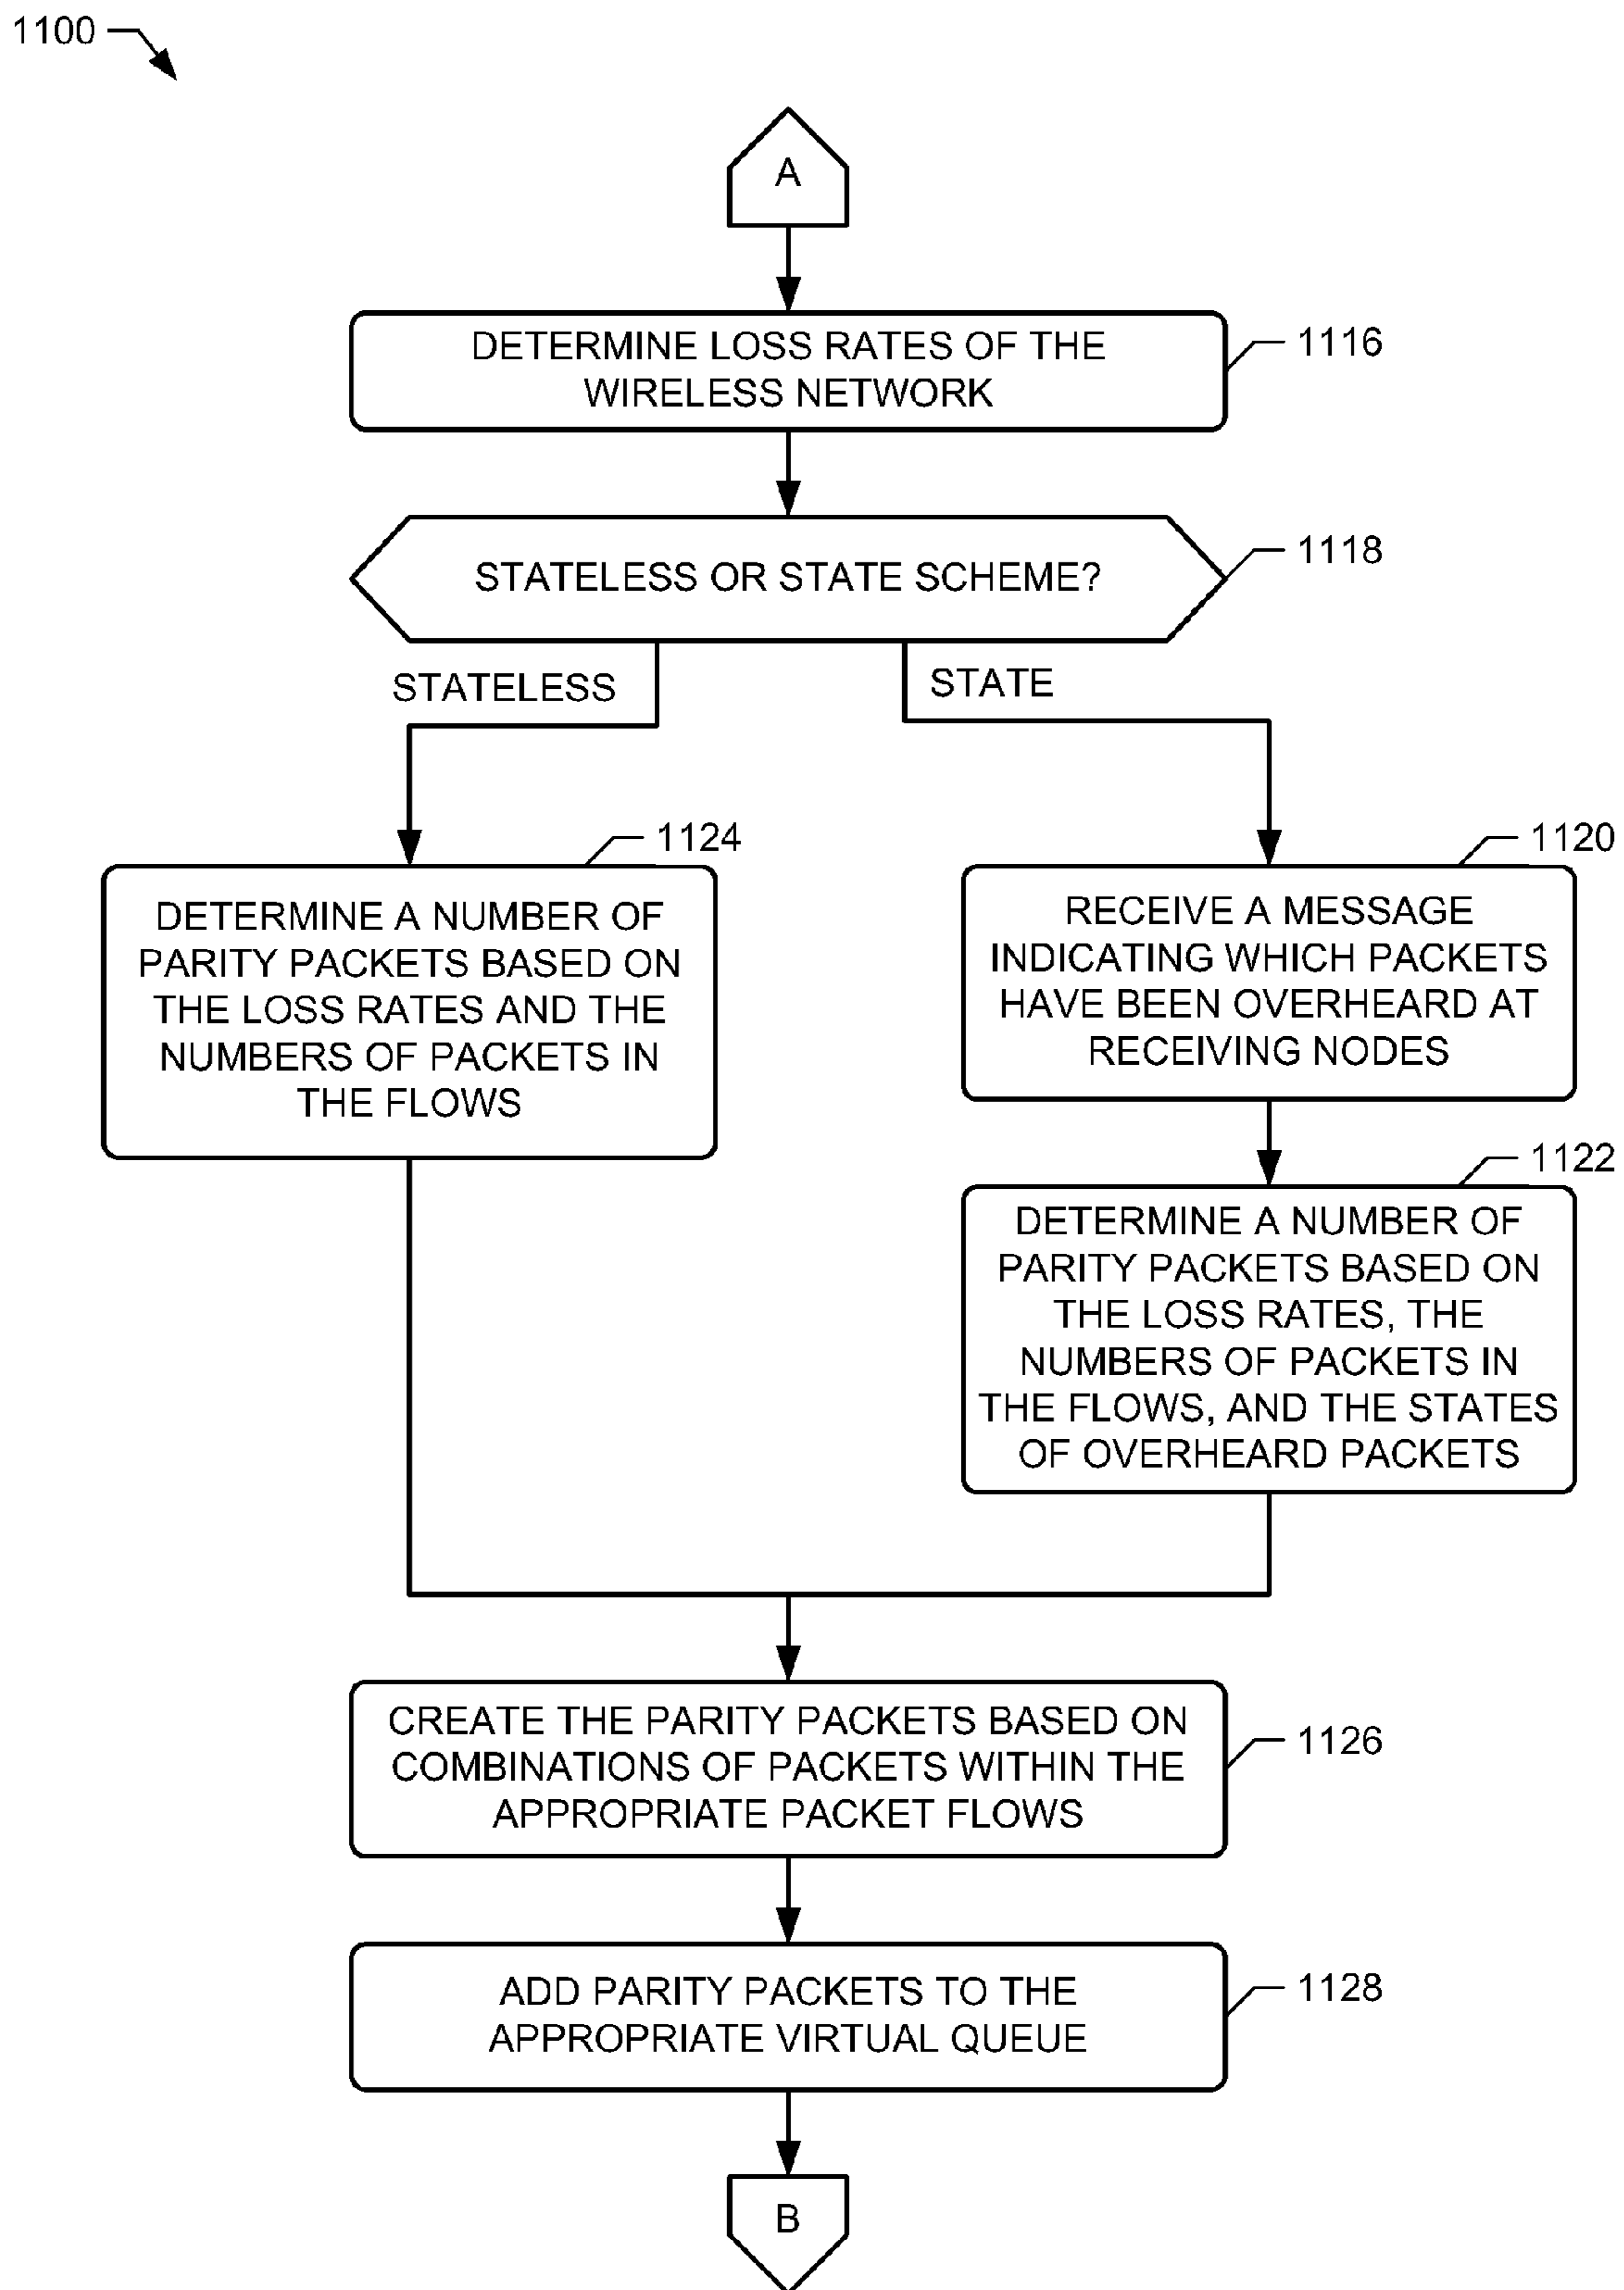 1100
A
DETERMINE LOSS RATES OF THE
WIRELESS NETWORK
1116
STATELESS OR STATE SCHEME?
1118
STATELESS
STATE
1124
DETERMINE A NUMBER OF
PARITY PACKETS BASED ON
THE LOSS RATES AND THE
NUMBERS OF PACKETS IN
THE FLOWS
1120
RECEIVE A MESSAGE
INDICATING WHICH PACKETS
HAVE BEEN OVERHEARD AT
RECEIVING NODES
1122
DETERMINE A NUMBER OF
PARITY PACKETS BASED ON
THE LOSS RATES, THE
NUMBERS OF PACKETS IN
THE FLOWS, AND THE STATES
OF OVERHEARD PACKETS
CREATE THE PARITY PACKETS BASED ON
COMBINATIONS OF PACKETS WITHIN THE
APPROPRIATE PACKET FLOWS
1126
ADD PARITY PACKETS TO THE
APPROPRIATE VIRTUAL QUEUE
1128
B